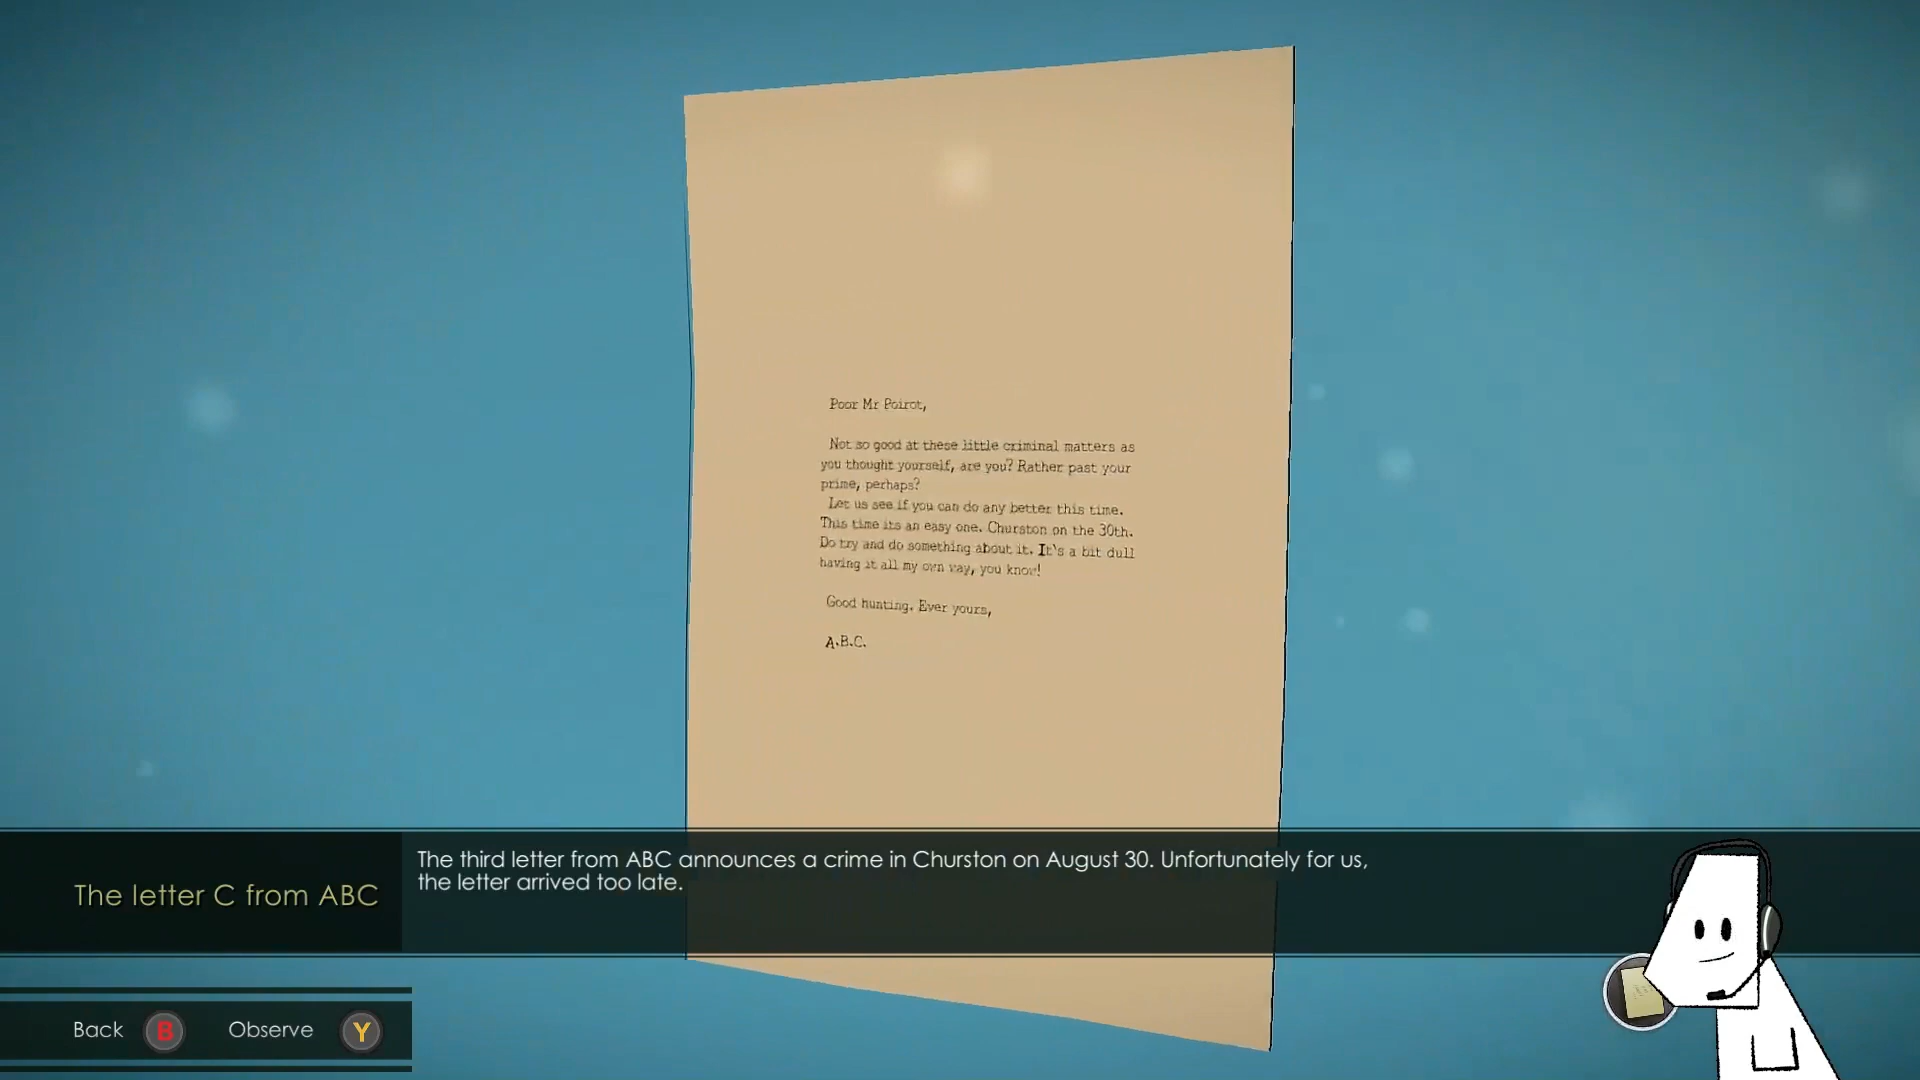 Poor Mr Poirot,
Not so good at these little criminal matters as
you thought yourself, are you? Rather past your
prime, perhaps?
Let us see if you can do any better this time.
This time its an easy one. Churston on the 30th.
Do try and do something about it. It's a bit dull
having it all my own way, you know!
Good hunting. Ever yours,
A.B.C.
The letter C from ABC
The third letter from ABC announces a crime in Churston on August 30. Unfortunately for us,
the letter arrived too late.
Back B Observe Y